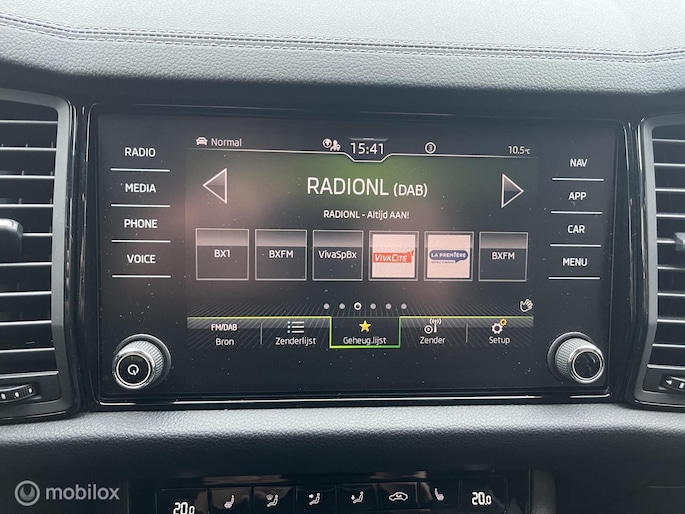 Normal 15:41 3 10.5°C
RADIO
MEDIA
PHONE
VOICE
NAV
APP
CAR
MENU
RADIONL (DAB)
RADIONL - Altijd AAN!
BX1 BXFM VivaSpBx VIVACITÉ LA PREMIÈRE BXFM
FM/DAB
Bron Zenderlijst Geheug.lijst Zender Setup
20.0 20.0
mobilox